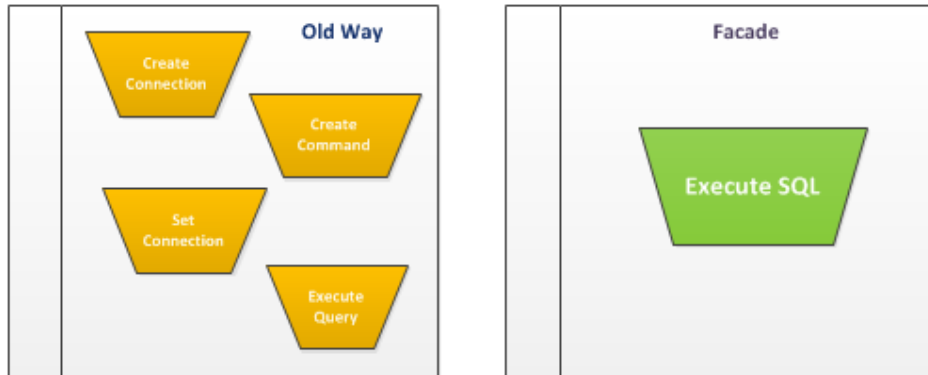 Old Way
Create
Connection
Create
Command
Set
Connection
Execute
Query
Facade
Execute SQL